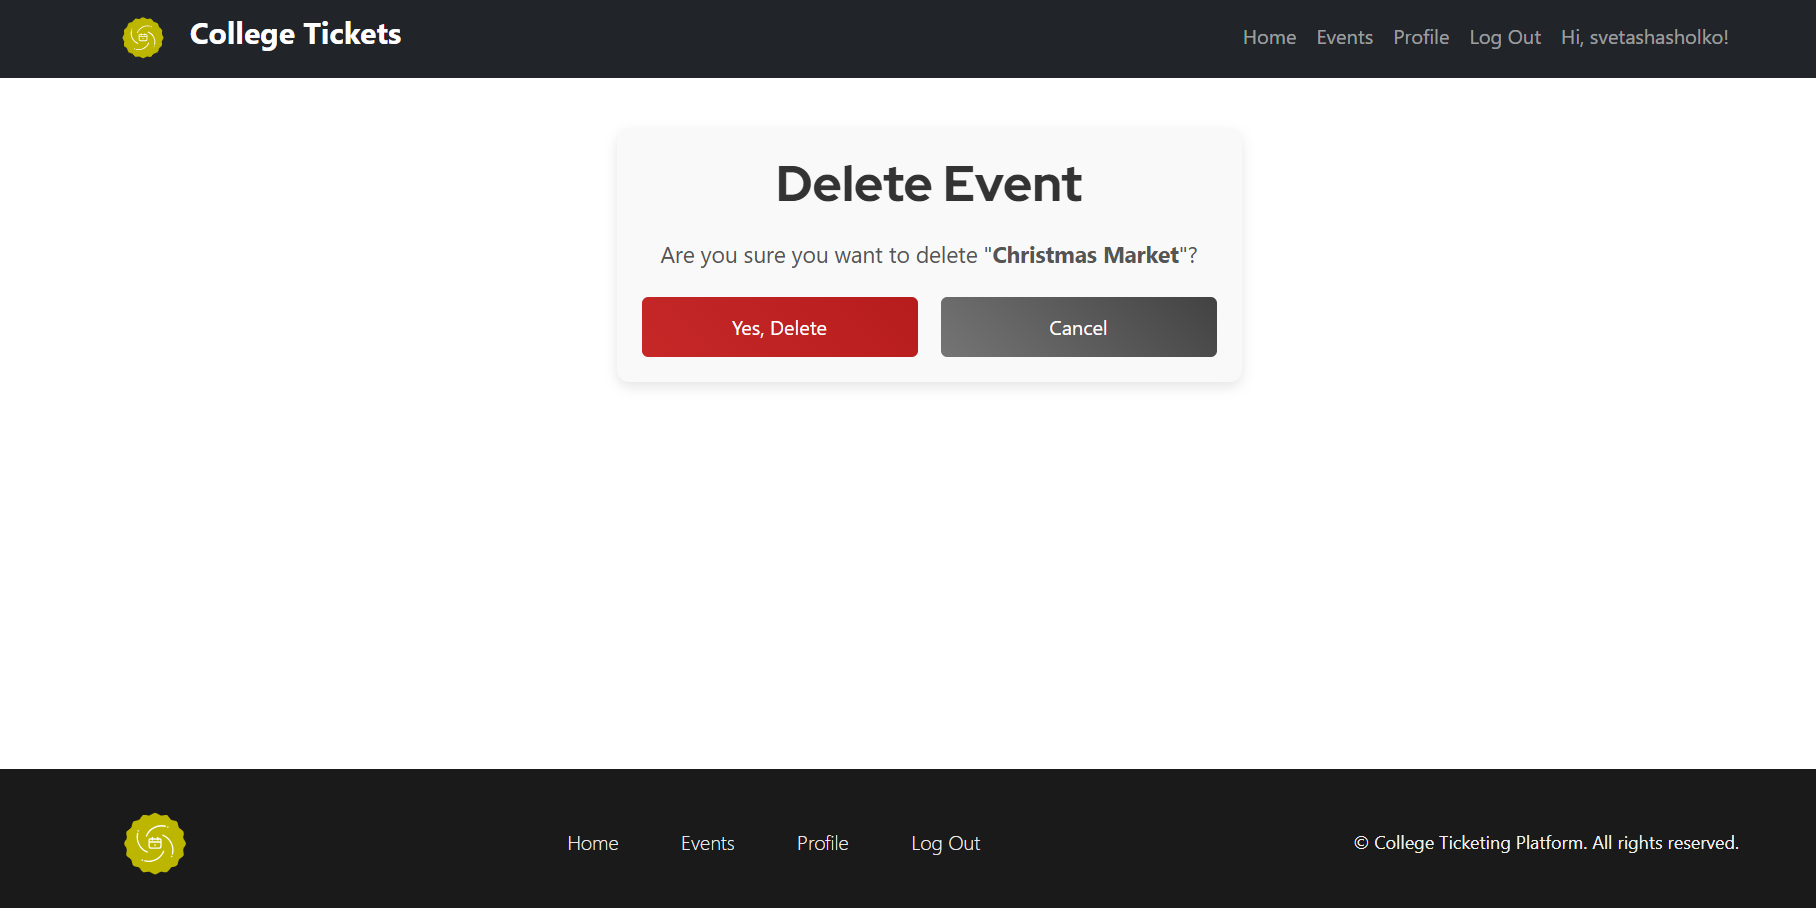 College Tickets
Home Events Profile Log Out Hi, svetashasholko!
Delete Event
Are you sure you want to delete "Christmas Market"?
Yes, Delete
Cancel
Home Events Profile Log Out
© College Ticketing Platform. All rights reserved.